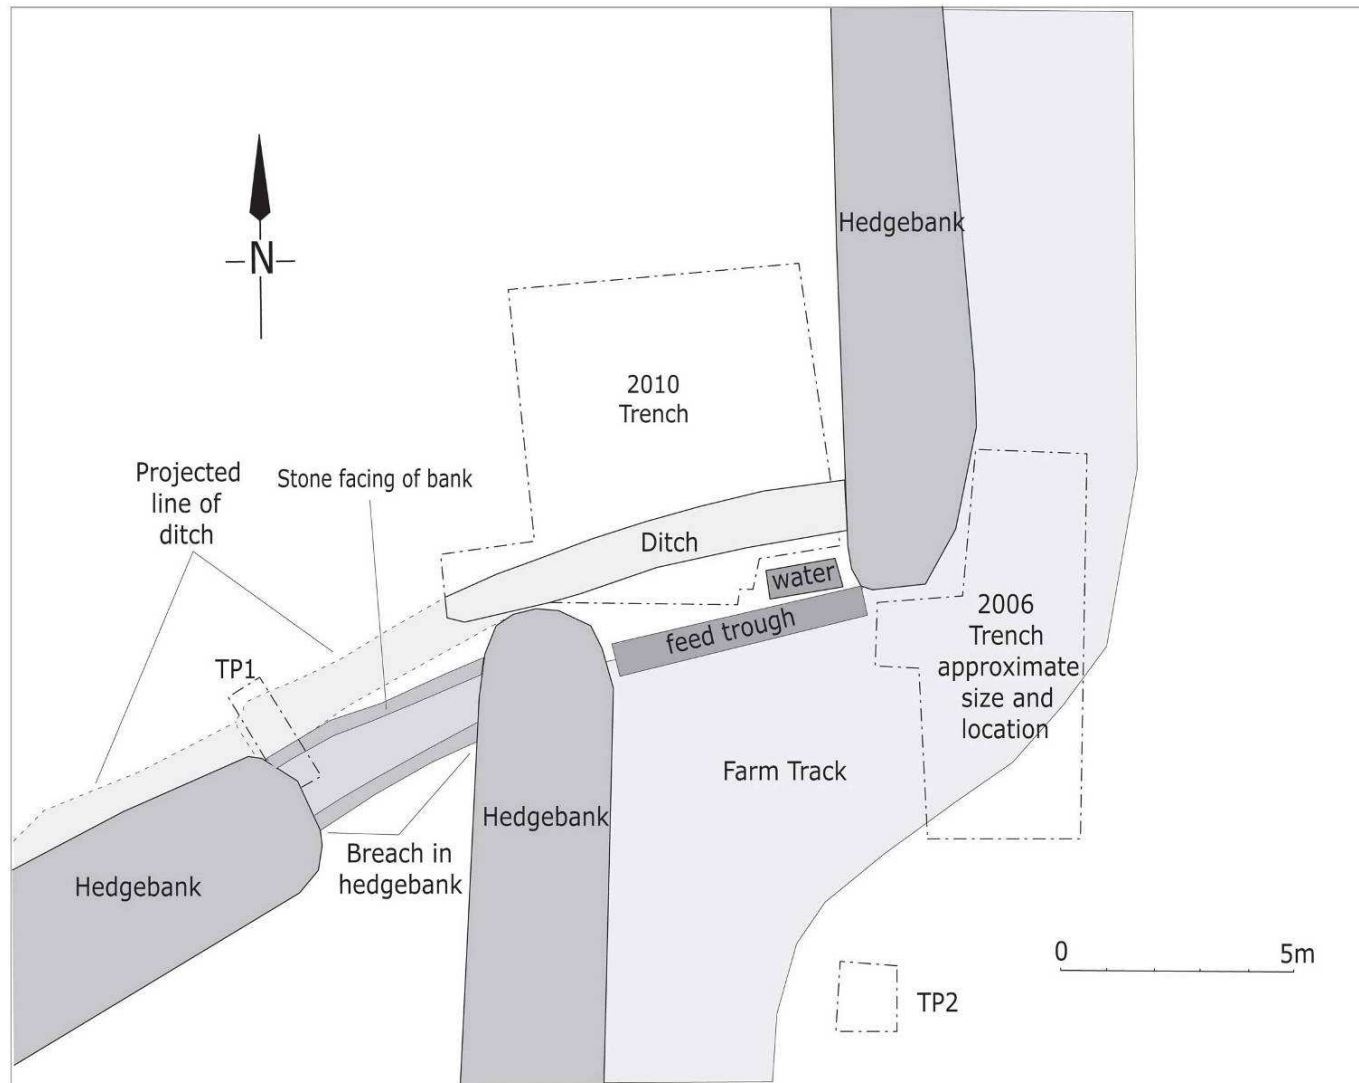 Hedgebank
N
2010
Trench
Projected
line of
ditch
Stone facing of bank
Ditch
water
feed trough
2006
Trench
approximate
size and
location
TP1
Farm Track
Hedgebank
Breach in
hedgebank
Hedgebank
0 5m
TP2